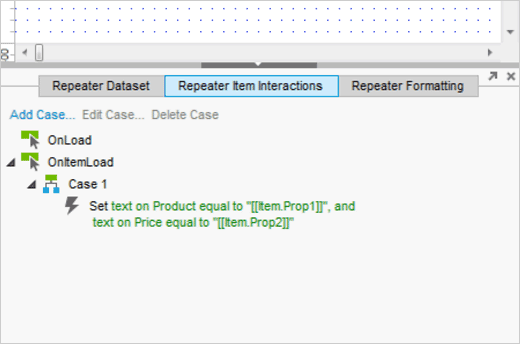 Repeater Dataset Repeater Item Interactions Repeater Formatting
Add Case... Edit Case... Delete Case
OnLoad
OnItemLoad
Case 1
Set text on Product equal to "[[Item.Prop1]]", and
text on Price equal to "[[Item.Prop2]]"